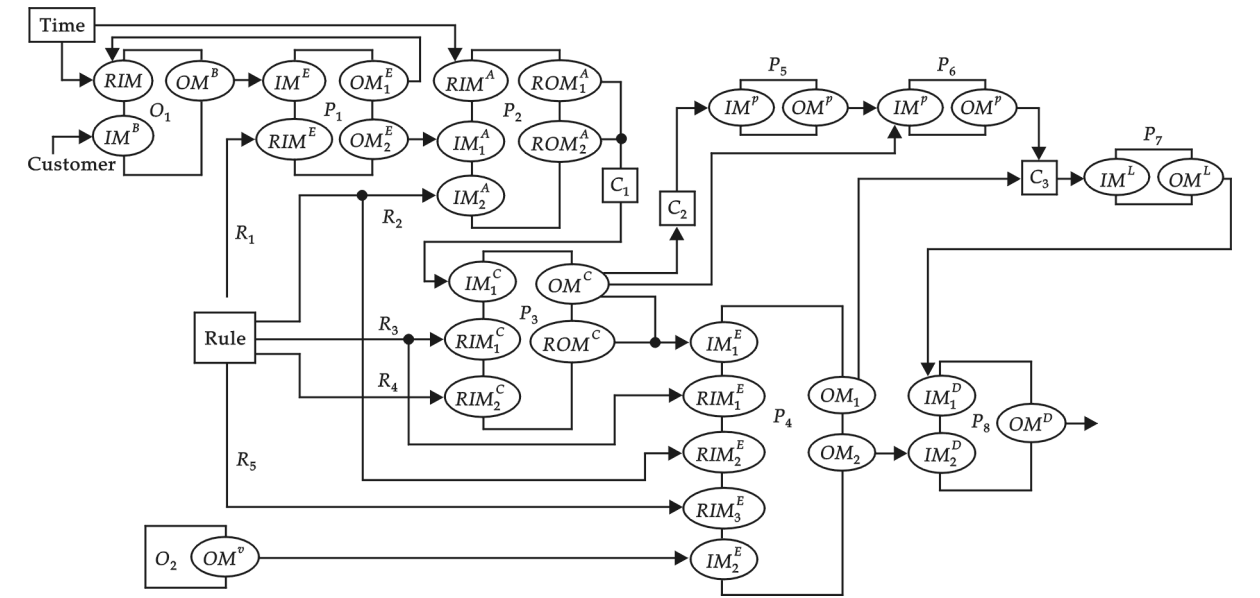 Time
RIM
OM^B
O_1
IM^B
Customer
IM^E
OM_1^E
P_1
RIM^E
OM_2^E
RIM^A
ROM_1^A
P_2
IM_1^A
ROM_2^A
IM_2^A
C_1
R_1
R_2
P_5
IM^p
OM^p
P_6
IM^p
OM^p
C_2
C_3
P_7
IM^L
OM^L
IM_1^C
OM^C
P_3
RIM_1^C
ROM^C
RIM_2^C
Rule
R_3
R_4
R_5
IM_1^E
RIM_1^E
P_4
OM_1
RIM_2^E
OM_2
RIM_3^E
IM_2^E
IM_1^D
P_8
OM^D
IM_2^D
O_2
OM^v